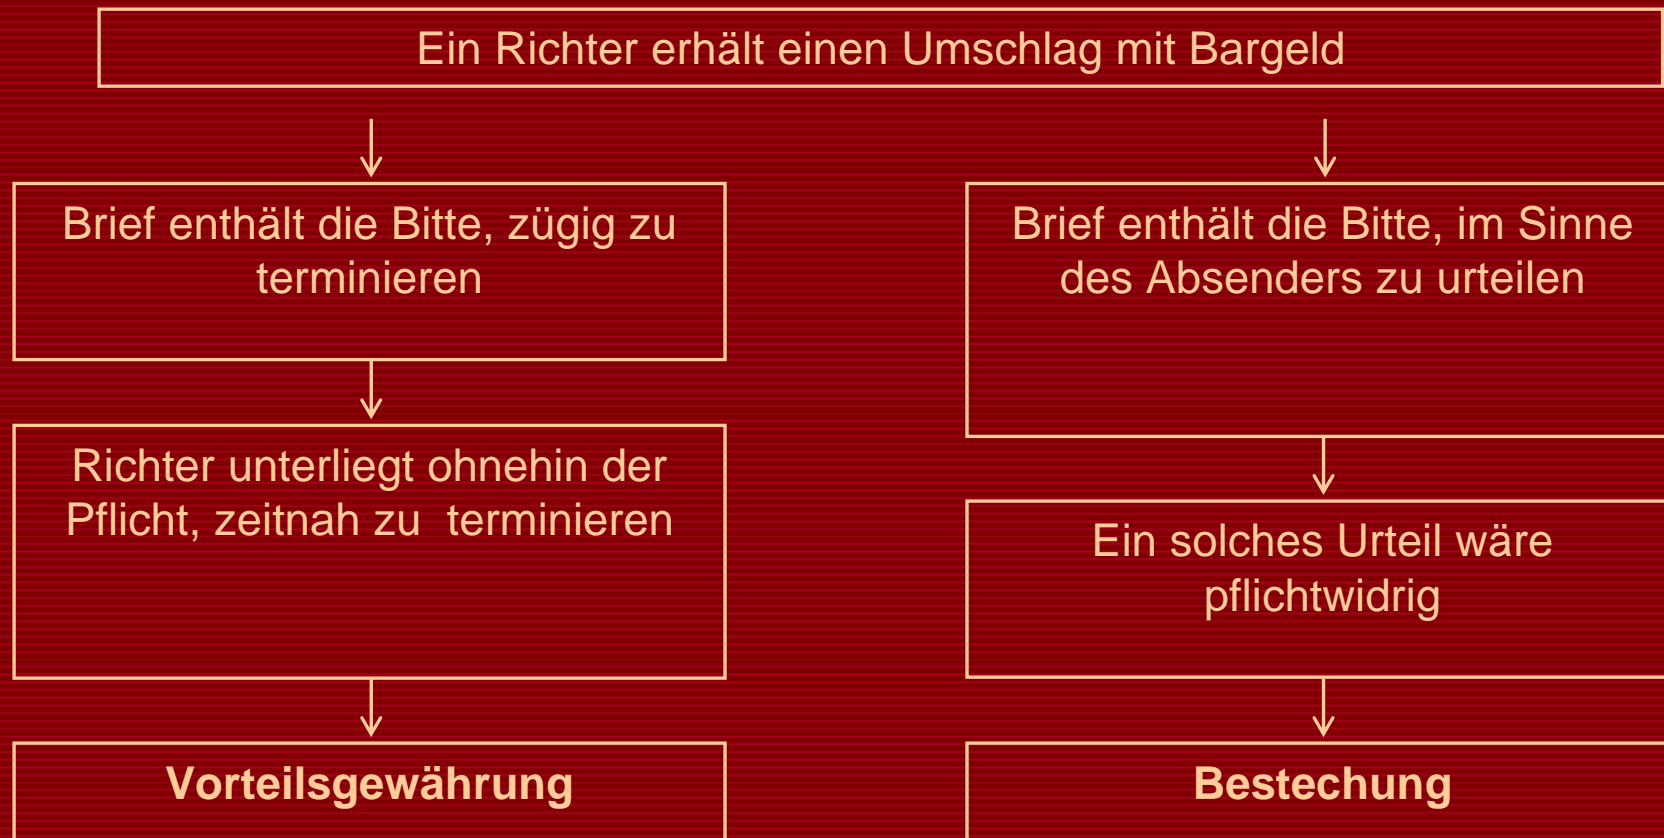 Ein Richter erhält einen Umschlag mit Bargeld
Brief enthält die Bitte, zügig zu
terminieren
Richter unterliegt ohnehin der
Pflicht, zeitnah zu  terminieren
Vorteilsgewährung
Brief enthält die Bitte, im Sinne
des Absenders zu urteilen
Ein solches Urteil wäre
pflichtwidrig
Bestechung